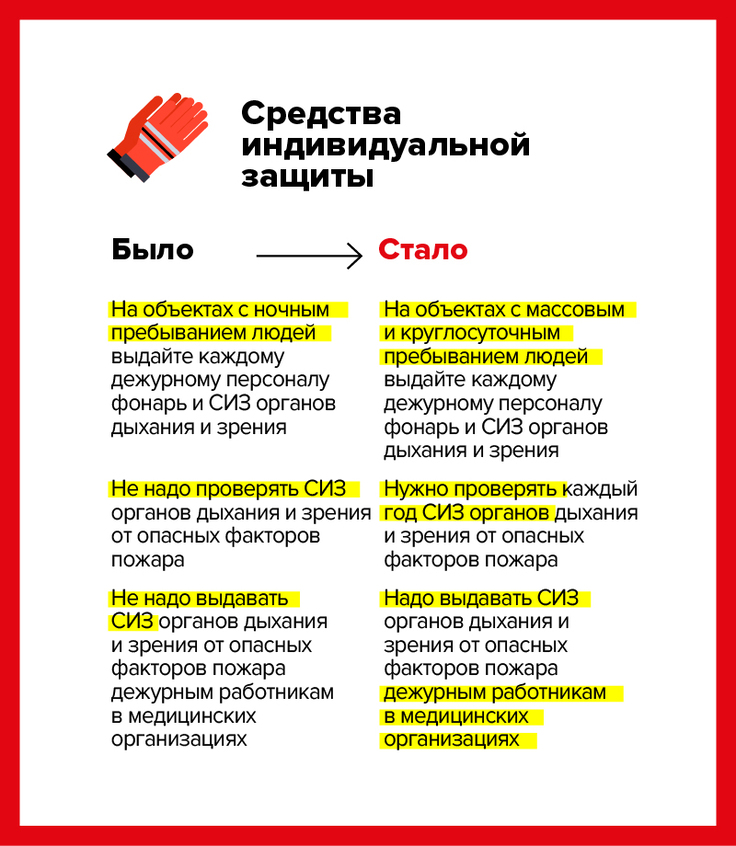 Средства
индивидуальной
защиты
Было
Стало
На объектах с ночным
пребыванием людей
выдайте каждому
дежурному персоналу
фонарь и СИЗ органов
дыхания и зрения
На объектах с массовым
и круглосуточным
пребыванием людей
выдайте каждому
дежурному персоналу
фонарь и СИЗ органов
дыхания и зрения
Не надо проверять СИЗ
органов дыхания и зрения
от опасных факторов
пожара
Нужно проверять каждый
год СИЗ органов дыхания
и зрения от опасных
факторов пожара
Не надо выдавать
СИЗ органов дыхания
и зрения от опасных
факторов пожара
дежурным работникам
в медицинских
организациях
Надо выдавать СИЗ
органов дыхания и
зрения от опасных
факторов пожара
дежурным работникам
в медицинских
организациях